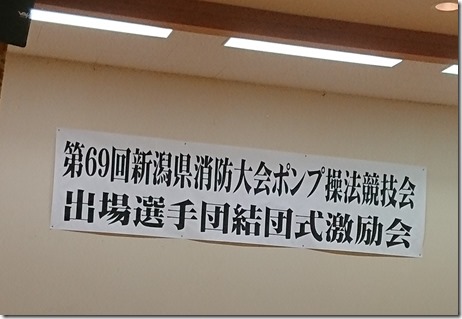 第69回新潟県消防大会ポンプ操法競技会
出場選手団結団式激励会